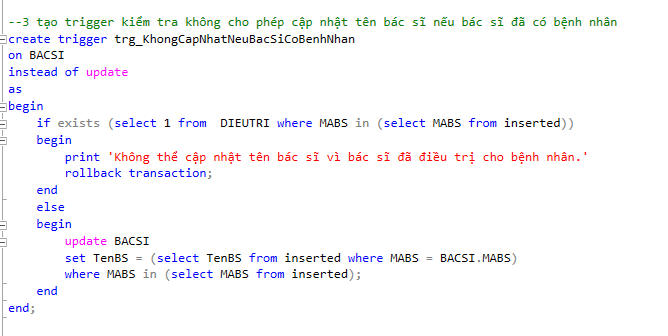 --3 tạo trigger kiểm tra không cho phép cập nhật tên bác sĩ nếu bác sĩ đã có bệnh nhân
create trigger trg_KhongCapNhatNeuBacSiCoBenhNhan
on BACSI
instead of update
as
begin
    if exists (select 1 from  DIEUTRI where MABS in (select MABS from inserted))
    begin
        print 'Không thể cập nhật tên bác sĩ vì bác sĩ đã điều trị cho bệnh nhân.'
        rollback transaction;
    end
    else
    begin
        update BACSI
        set TenBS = (select TenBS from inserted where MABS = BACSI.MABS)
        where MABS in (select MABS from inserted);
    end
end;